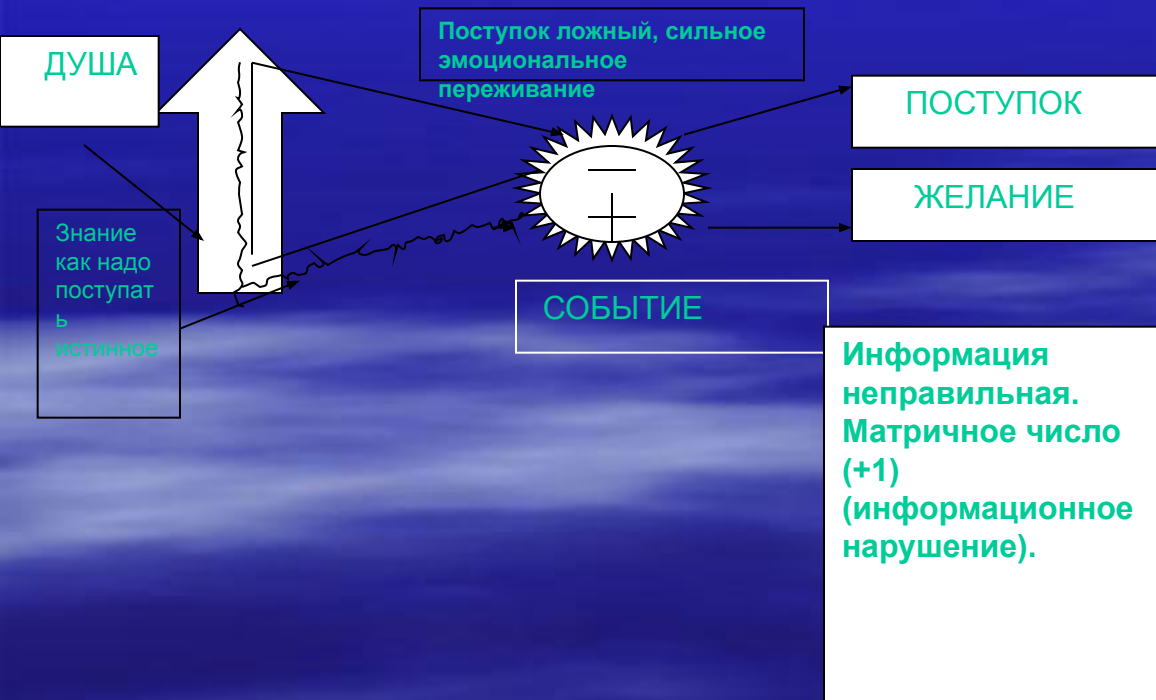 ДУША
Поступок ложный, сильное
эмоциональное
переживание
ПОСТУПОК
ЖЕЛАНИЕ
Знание
как надо
поступат
ь
истинное
СОБЫТИЕ
Информация
неправильная.
Матричное число
(+1)
(информационное
нарушение).